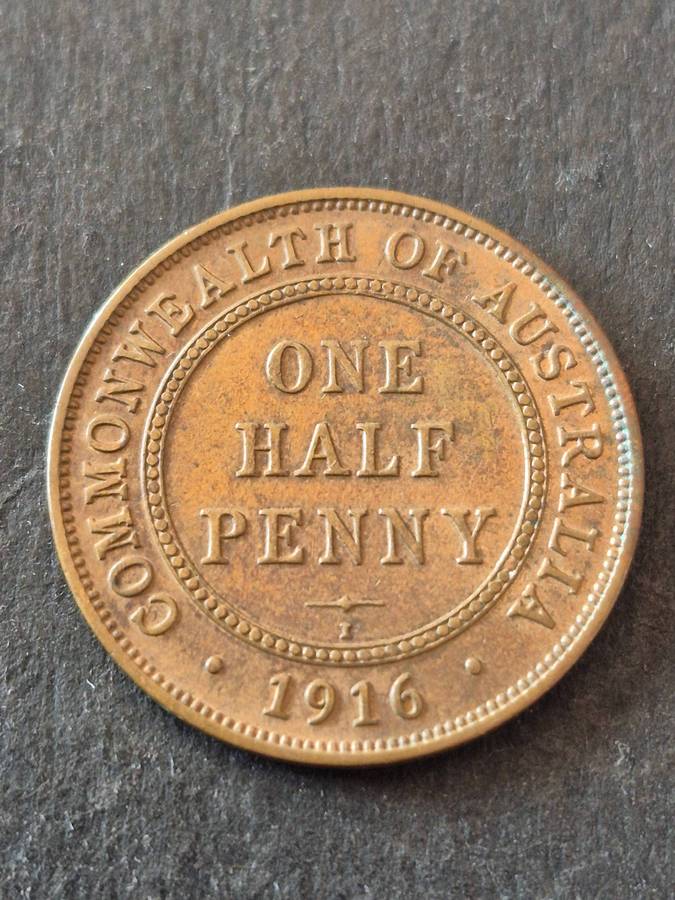 COMMONWEALTH OF AUSTRALIA
ONE
HALF
PENNY
I
1916